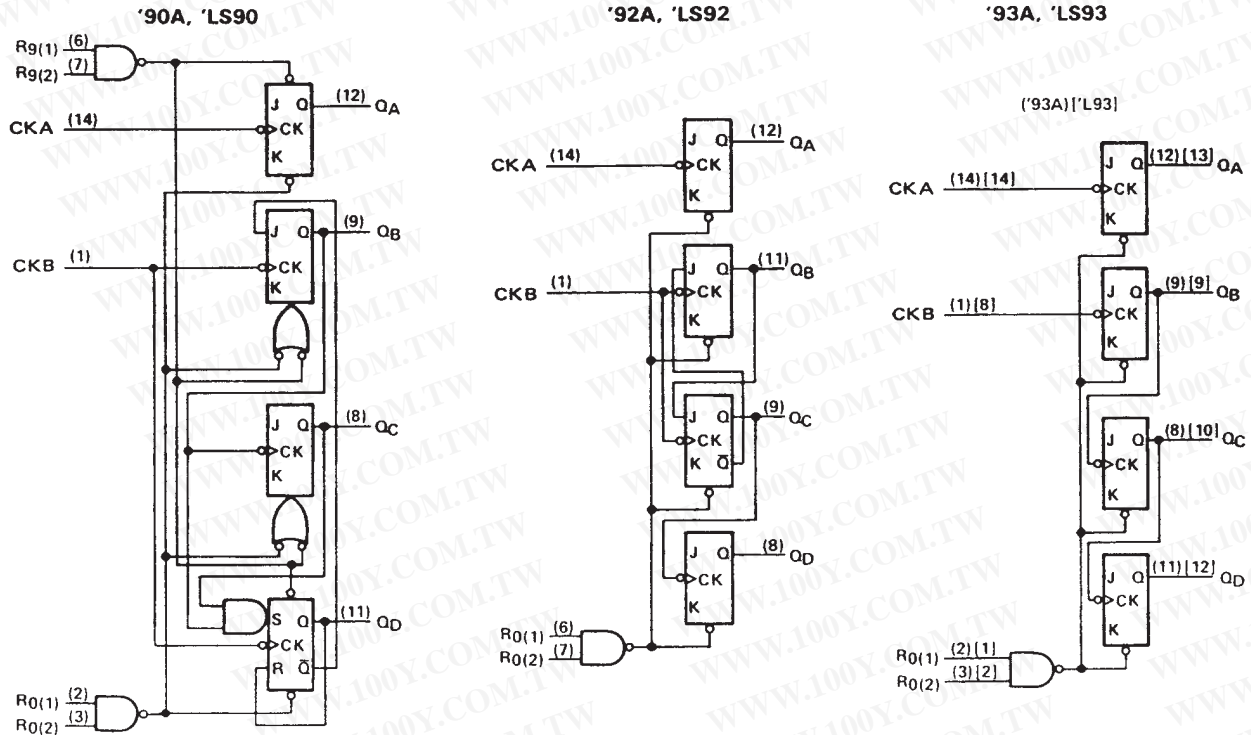 '90A, 'LS90
R9(1) (6)
R9(2) (7)
J Q (12) QA
CKA (14) CK
K
J Q (9) QB
CKB (1) CK
K
J Q (8) QC
CK
K
S Q (11) QD
CK
R Q̅
R0(1) (2)
R0(2) (3)
'92A, 'LS92
J Q (12) QA
CKA (14) CK
K
J Q (11) QB
CKB (1) CK
K
J Q (9) QC
CK
K Q̅
J Q (8) QD
CK
K
R0(1) (6)
R0(2) (7)
'93A, 'LS93
('93A)['L93]
J Q (12)[13] QA
CKA (14)[14] CK
K
J Q (9)[9] QB
CKB (1)[8] CK
K
J Q (8)[10] QC
CK
K
J Q (11)[12] QD
CK
K
R0(1) (2)[1]
R0(2) (3)[2]
WWW.100Y.COM.TW